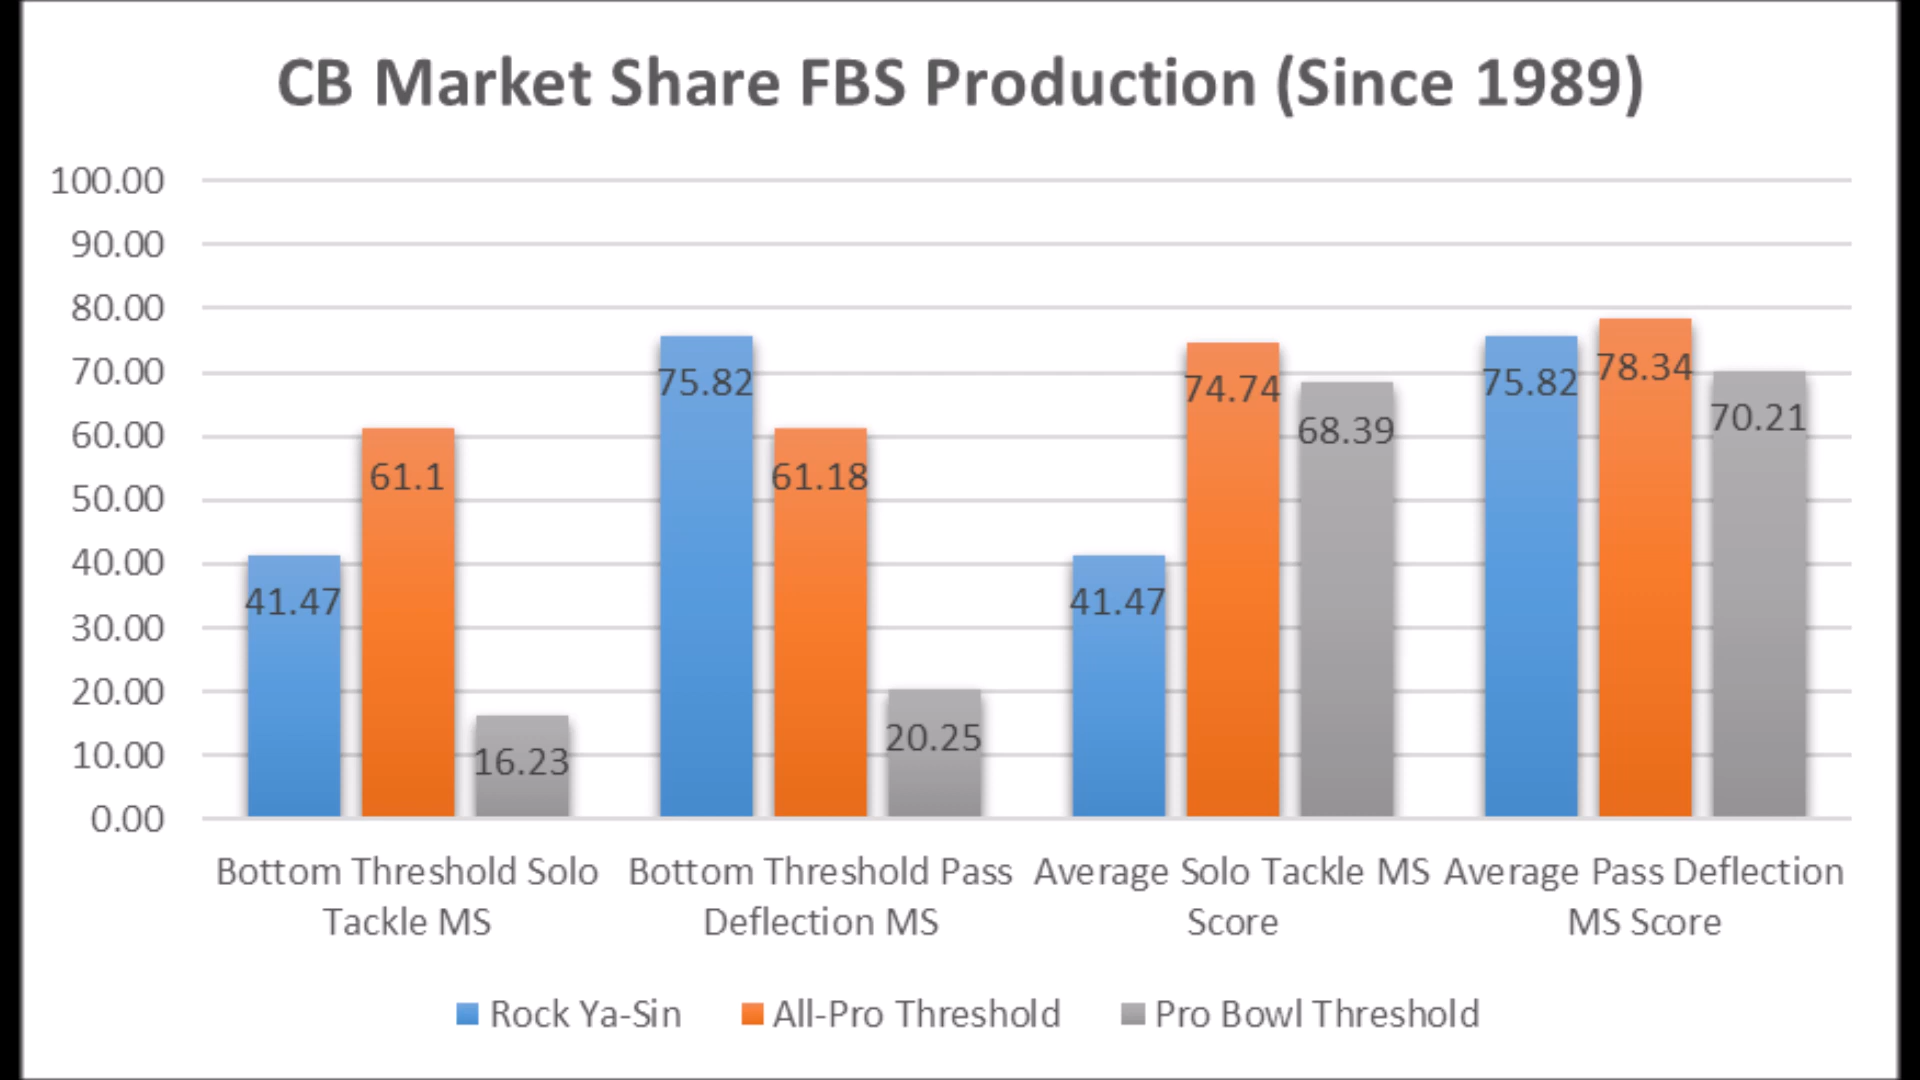 CB Market Share FBS Production (Since 1989)
100.00
90.00
80.00
70.00
60.00
50.00
40.00
30.00
20.00
10.00
0.00
41.47
61.1
16.23
75.82
61.18
20.25
41.47
74.74
68.39
75.82
78.34
70.21
Bottom Threshold Solo
Tackle MS
Bottom Threshold Pass
Deflection MS
Average Solo Tackle MS
Score
Average Pass Deflection
MS Score
Rock Ya-Sin
All-Pro Threshold
Pro Bowl Threshold